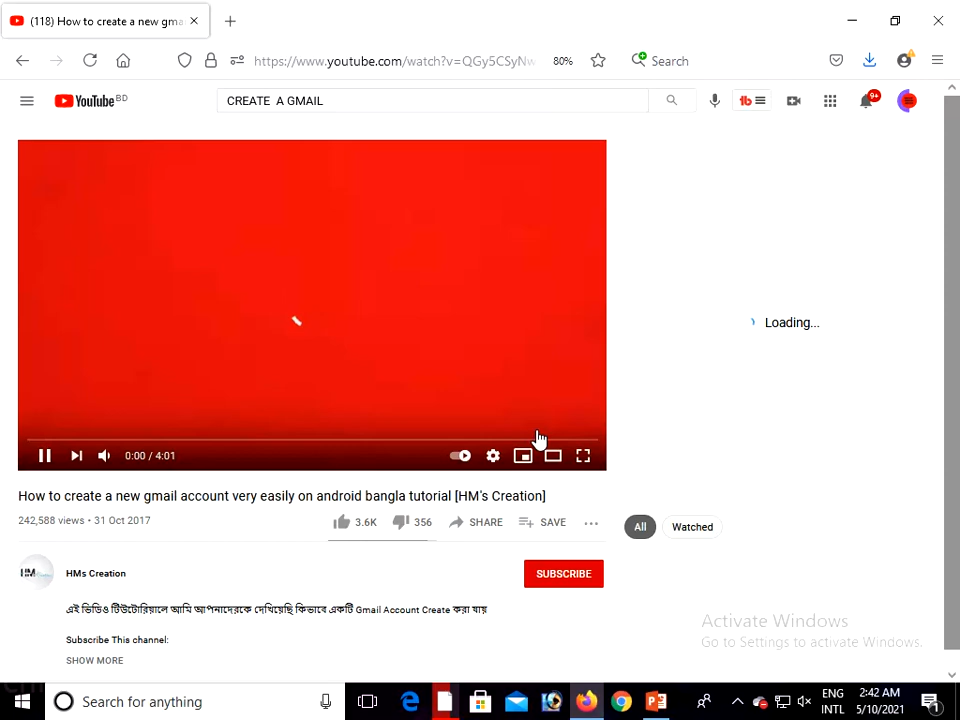 (118) How to create a new gma
https://www.youtube.com/watch?v=QGy5CSyNw
80%
Search
YouTube BD
CREATE A GMAIL
9+
Loading...
0:00 / 4:01
How to create a new gmail account very easily on android bangla tutorial [HM's Creation]
242,588 views • 31 Oct 2017
3.6K
356
SHARE
SAVE
All
Watched
HM
HMs Creation
SUBSCRIBE
এই ভিডিও টিউটোরিয়ালে আমি আপনাদেরকে দেখিয়েছি কিভাবে একটি Gmail Account Create করা যায়
Subscribe This channel:
SHOW MORE
Activate Windows
Go to Settings to activate Windows.
Search for anything
ENG
INTL
2:42 AM
5/10/2021
1